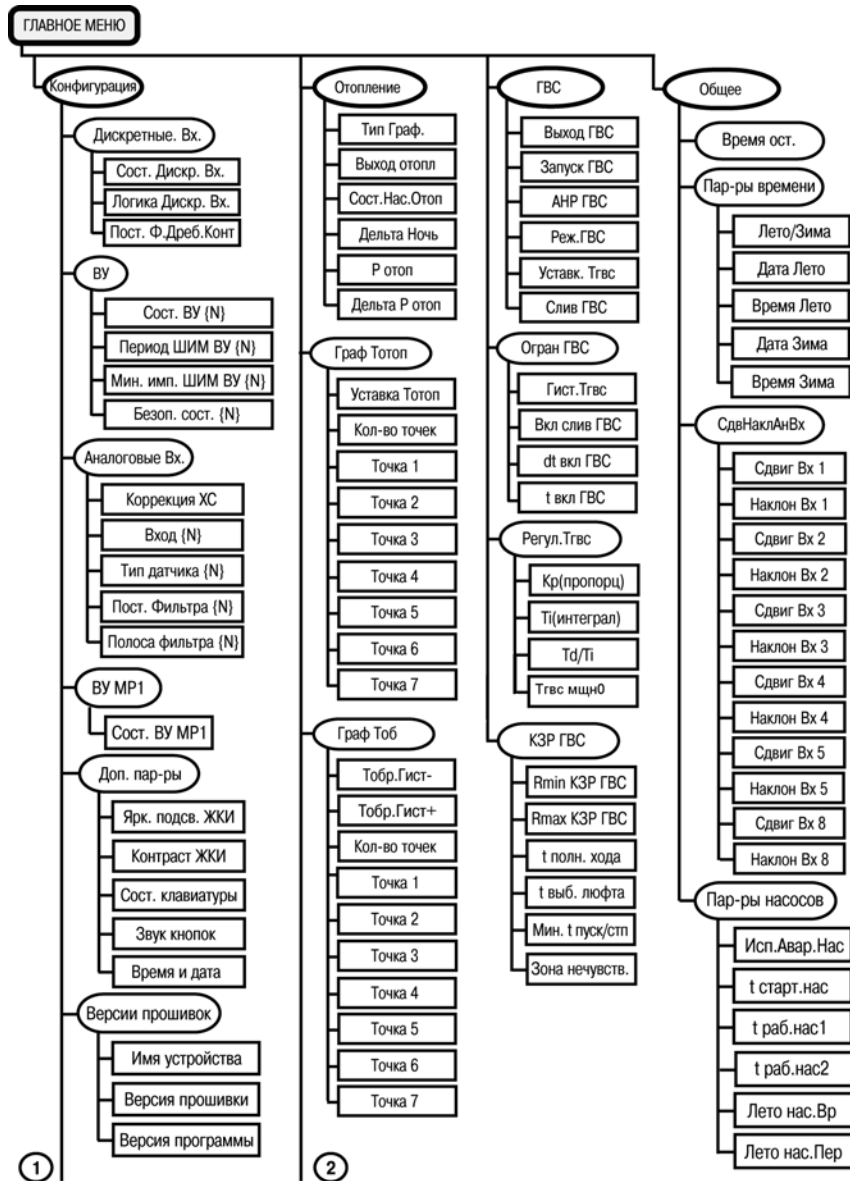 ГЛАВНОЕ МЕНЮ
Конфигурация
Дискретные. Вх.
Сост. Дискр. Вх.
Логика Дискр. Вх.
Пост. Ф.Дреб.Конт
ВУ
Сост. ВУ {N}
Период ШИМ ВУ {N}
Мин. имп. ШИМ ВУ {N}
Безоп. сост. {N}
Аналоговые Вх.
Коррекция ХС
Вход {N}
Тип датчика {N}
Пост. Фильтра {N}
Полоса фильтра {N}
ВУ МР1
Сост. ВУ МР1
Доп. пар-ры
Ярк. подсв. ЖКИ
Контраст ЖКИ
Сост. клавиатуры
Звук кнопок
Время и дата
Версии прошивок
Имя устройства
Версия прошивки
Версия программы
1
Отопление
Тип Граф.
Выход отопл
Сост.Нас.Отоп
Дельта Ночь
Р отоп
Дельта Р отоп
Граф Тотоп
Уставка Тотоп
Кол-во точек
Точка 1
Точка 2
Точка 3
Точка 4
Точка 5
Точка 6
Точка 7
Граф Тоб
Тобр.Гист-
Тобр.Гист+
Кол-во точек
Точка 1
Точка 2
Точка 3
Точка 4
Точка 5
Точка 6
Точка 7
2
ГВС
Выход ГВС
Запуск ГВС
АНР ГВС
Реж.ГВС
Уставк. Тгвс
Слив ГВС
Огран ГВС
Гист.Тгвс
Вкл слив ГВС
dt вкл ГВС
t вкл ГВС
Регул.Тгвс
Кр(пропорц)
Ti(интеграл)
Td/Ti
Тгвс мщн0
КЗР ГВС
Rmin КЗР ГВС
Rmax КЗР ГВС
t полн. хода
t выб. люфта
Мин. t пуск/стп
Зона нечувств.
Общее
Время ост.
Пар-ры времени
Лето/Зима
Дата Лето
Время Лето
Дата Зима
Время Зима
СдвНаклАнВх
Сдвиг Вх 1
Наклон Вх 1
Сдвиг Вх 2
Наклон Вх 2
Сдвиг Вх 3
Наклон Вх 3
Сдвиг Вх 4
Наклон Вх 4
Сдвиг Вх 5
Наклон Вх 5
Сдвиг Вх 8
Наклон Вх 8
Пар-ры насосов
Исп.Авар.Нас
t старт.нас
t раб.нас1
t раб.нас2
Лето нас.Вр
Лето нас.Пер